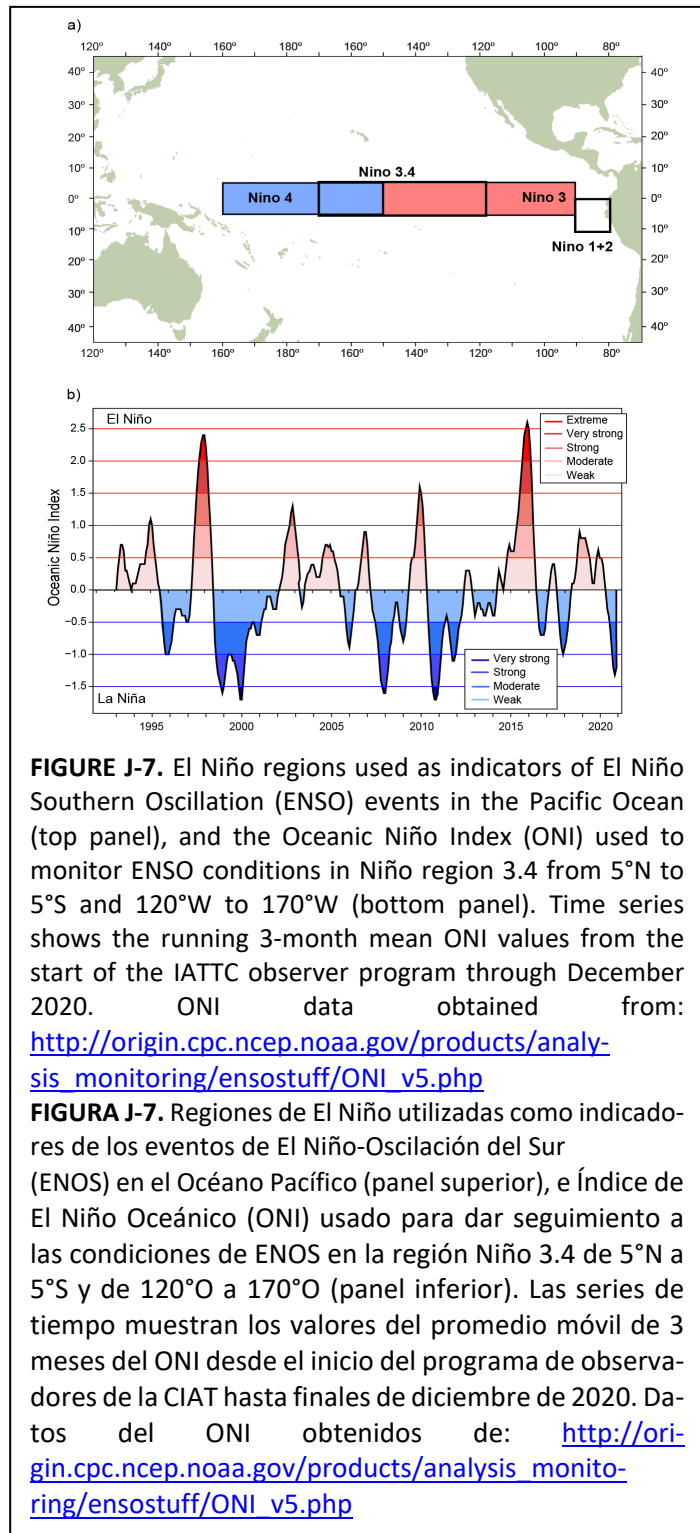 a)
120° 140° 160° 180° 160° 140° 120° 100° 80°
40° 40°
30° 30°
20° 20°
10° 10°
Nino 3.4
0° Nino 4 Nino 3 0°
10° 10°
Nino 1+2
20° 20°
30° 30°
40° 40°
120° 140° 160° 180° 160° 140° 120° 100° 80°
b)
El Niño
Extreme
Very strong
Strong
Moderate
Weak
Oceanic Niño Index
2.5
2.0
1.5
1.0
0.5
0.0
−0.5
−1.0
−1.5
Very strong
Strong
Moderate
Weak
La Niña
1995 2000 2005 2010 2015 2020
FIGURE J-7. El Niño regions used as indicators of El Niño
Southern Oscillation (ENSO) events in the Pacific Ocean
(top panel), and the Oceanic Niño Index (ONI) used to
monitor ENSO conditions in Niño region 3.4 from 5°N to
5°S and 120°W to 170°W (bottom panel). Time series
shows the running 3-month mean ONI values from the
start of the IATTC observer program through December
2020. ONI data obtained from:
http://origin.cpc.ncep.noaa.gov/products/analy-
sis_monitoring/ensostuff/ONI_v5.php
FIGURA J-7. Regiones de El Niño utilizadas como indicado-
res de los eventos de El Niño-Oscilación del Sur
(ENOS) en el Océano Pacífico (panel superior), e Índice de
El Niño Oceánico (ONI) usado para dar seguimiento a
las condiciones de ENOS en la región Niño 3.4 de 5°N a
5°S y de 120°O a 170°O (panel inferior). Las series de
tiempo muestran los valores del promedio móvil de 3
meses del ONI desde el inicio del programa de observa-
dores de la CIAT hasta finales de diciembre de 2020. Da-
tos del ONI obtenidos de: http://ori-
gin.cpc.ncep.noaa.gov/products/analysis_monito-
ring/ensostuff/ONI_v5.php